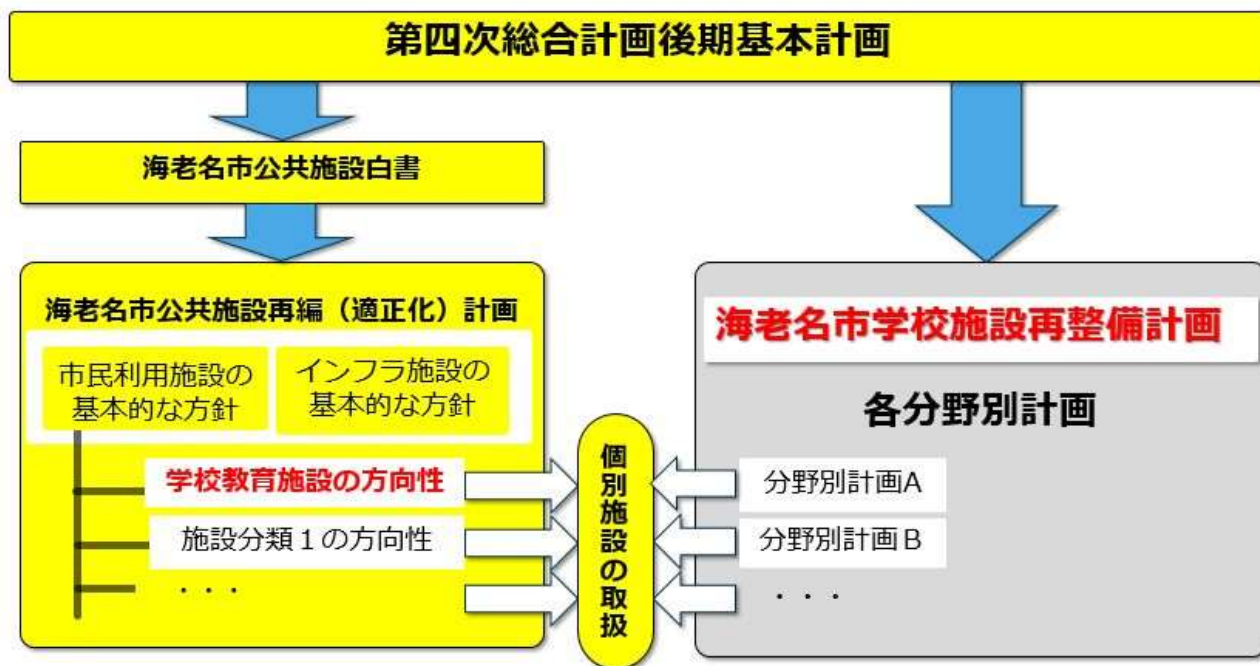 第四次総合計画後期基本計画
海老名市公共施設白書
海老名市公共施設再編（適正化）計画
市民利用施設の
基本的な方針
インフラ施設の
基本的な方針
学校教育施設の方向性
施設分類１の方向性
・・・
個別施設の取扱
海老名市学校施設再整備計画
各分野別計画
分野別計画A
分野別計画Ｂ
・・・